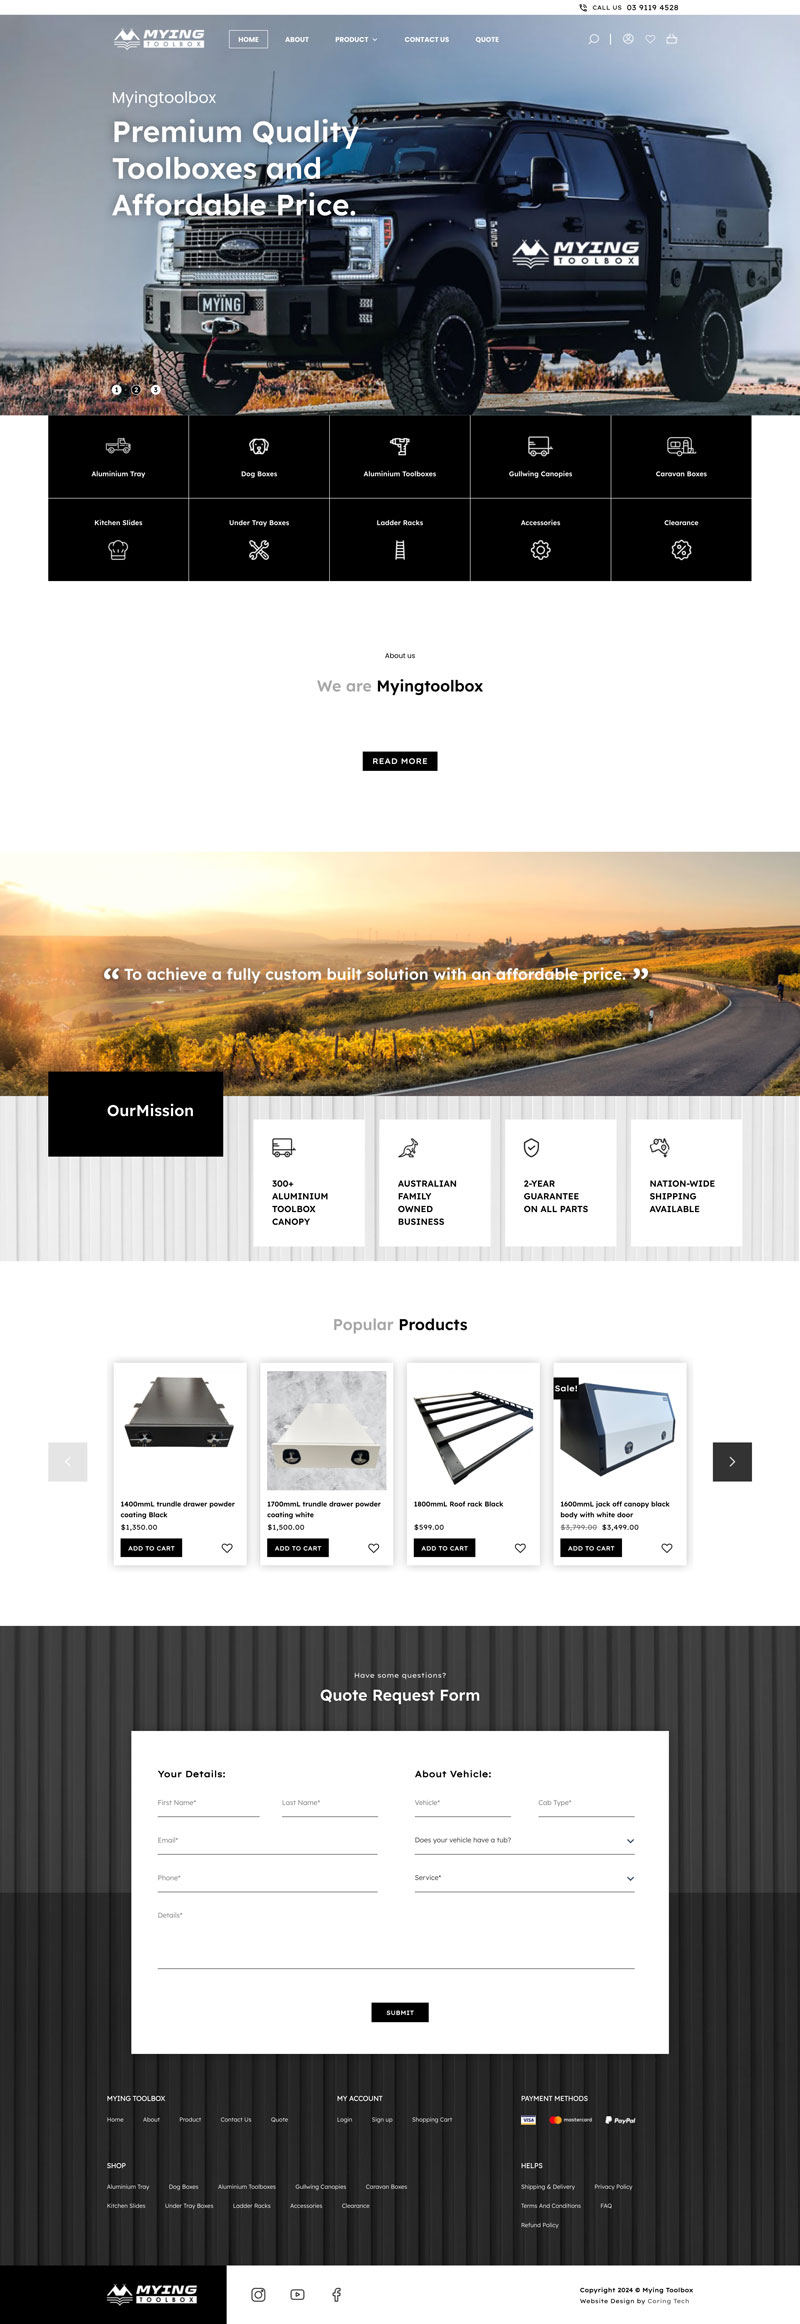 CALL US 03 9119 4528
MYING
TOOLBOX
HOME ABOUT PRODUCT CONTACT US QUOTE
Myingtoolbox
Premium Quality
Toolboxes and
Affordable Price.
MYING
TOOLBOX
MYING
1 2 3
Aluminium Tray
Dog Boxes
Aluminium Toolboxes
Gullwing Canopies
Caravan Boxes
Kitchen Slides
Under Tray Boxes
Ladder Racks
Accessories
Clearance
About us
We are Myingtoolbox
READ MORE
“ To achieve a fully custom built solution with an affordable price. ”
OurMission
300+
ALUMINIUM
TOOLBOX
CANOPY
AUSTRALIAN
FAMILY
OWNED
BUSINESS
2-YEAR
GUARANTEE
ON ALL PARTS
NATION-WIDE
SHIPPING
AVAILABLE
Popular Products
1400mmL trundle drawer powder
coating Black
$1,350.00
ADD TO CART
1700mmL trundle drawer powder
coating white
$1,500.00
ADD TO CART
1800mmL Roof rack Black
$599.00
ADD TO CART
Sale!
1600mmL jack off canopy black
body with white door
$3,799.00 $3,499.00
ADD TO CART
Have some questions?
Quote Request Form
Your Details:
First Name* Last Name*
Email*
Phone*
About Vehicle:
Vehicle* Cab Type*
Does your vehicle have a tub?
Service*
Details*
SUBMIT
MYING TOOLBOX
Home About Product Contact Us Quote
MY ACCOUNT
Login Sign up Shopping Cart
PAYMENT METHODS
VISA mastercard PayPal
SHOP
Aluminium Tray Dog Boxes Aluminium Toolboxes Gullwing Canopies Caravan Boxes
Kitchen Slides Under Tray Boxes Ladder Racks Accessories Clearance
HELPS
Shipping & Delivery Privacy Policy
Terms And Conditions FAQ
Refund Policy
MYING
TOOLBOX
Copyright 2024 © Mying Toolbox
Website Design by Coring Tech